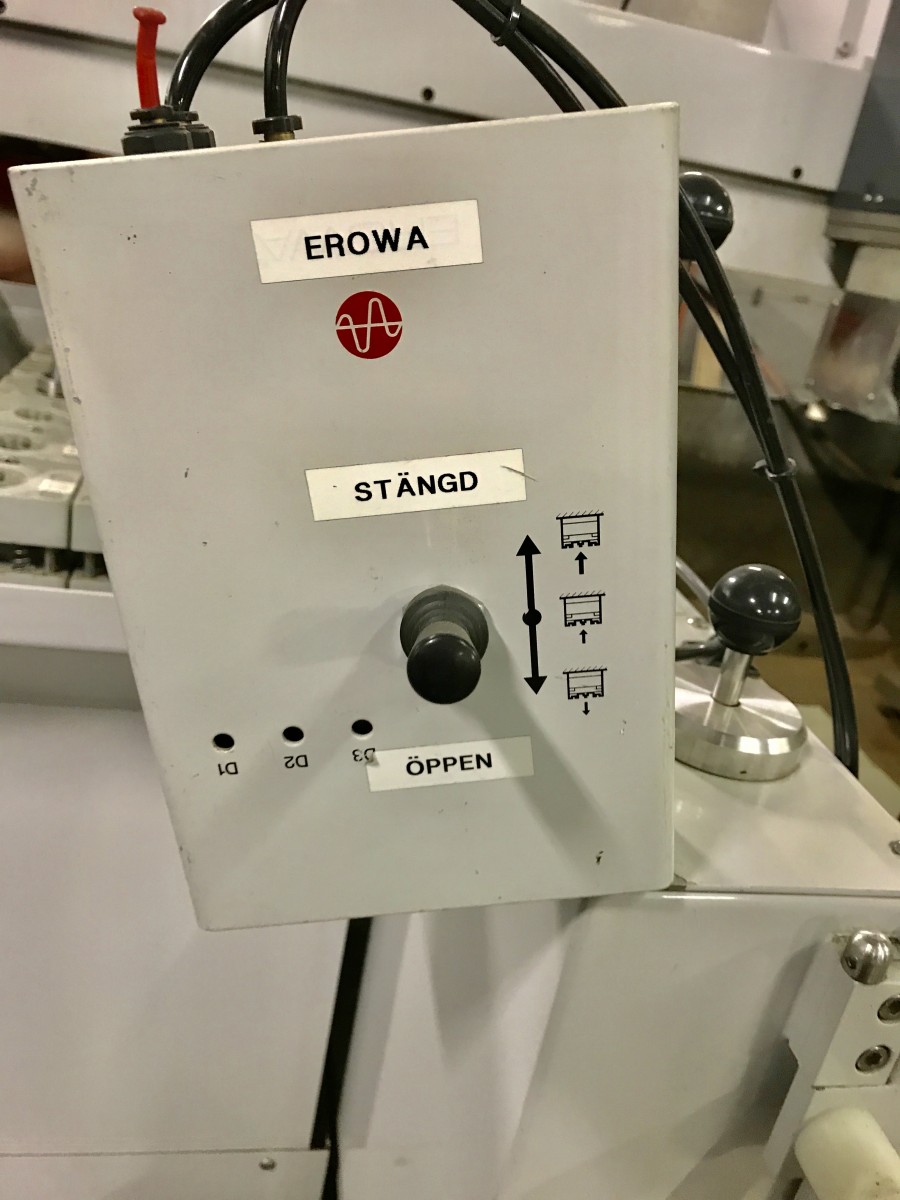 EROWA
STÄNGD
D1 D2 D3
ÖPPEN